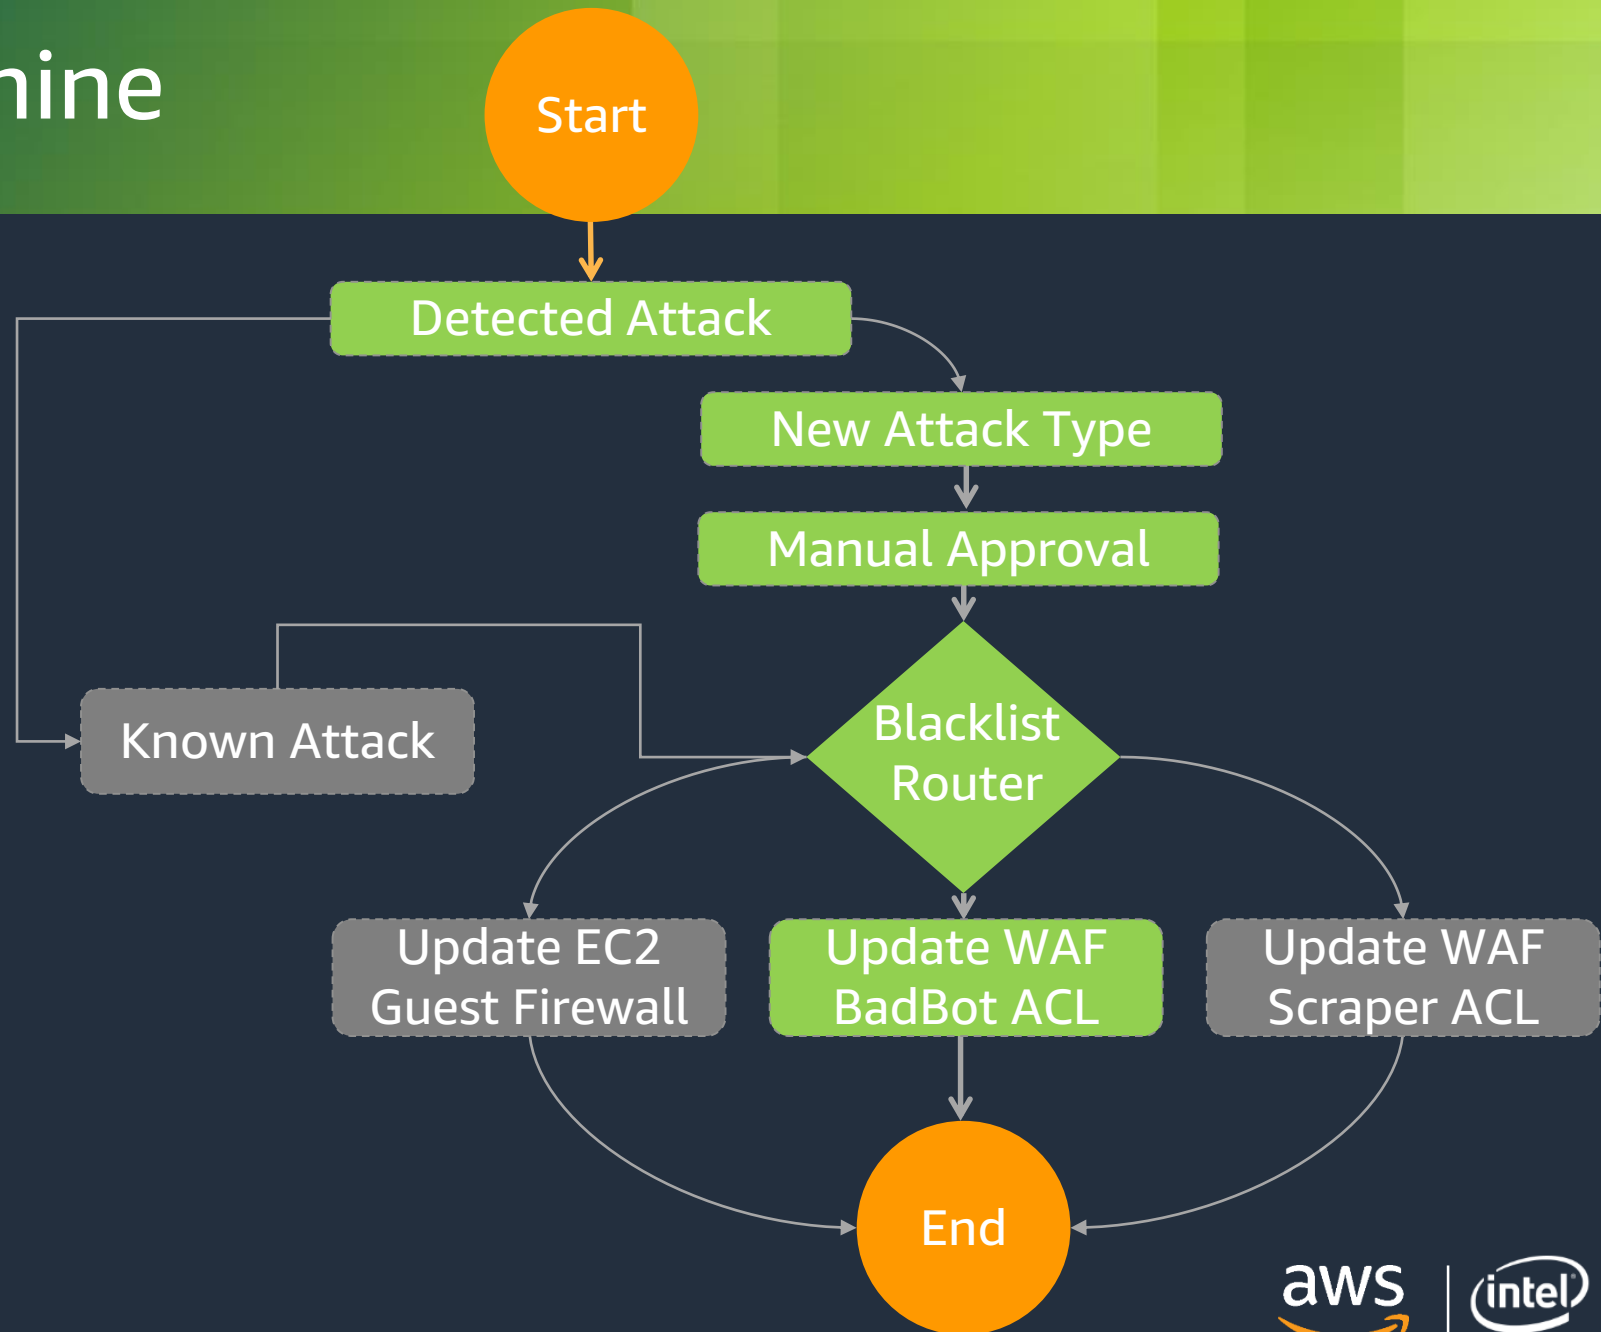 hine
Start
Detected Attack
New Attack Type
Manual Approval
Known Attack
Blacklist
Router
Update EC2
Guest Firewall
Update WAF
BadBot ACL
Update WAF
Scraper ACL
End
aws
intel